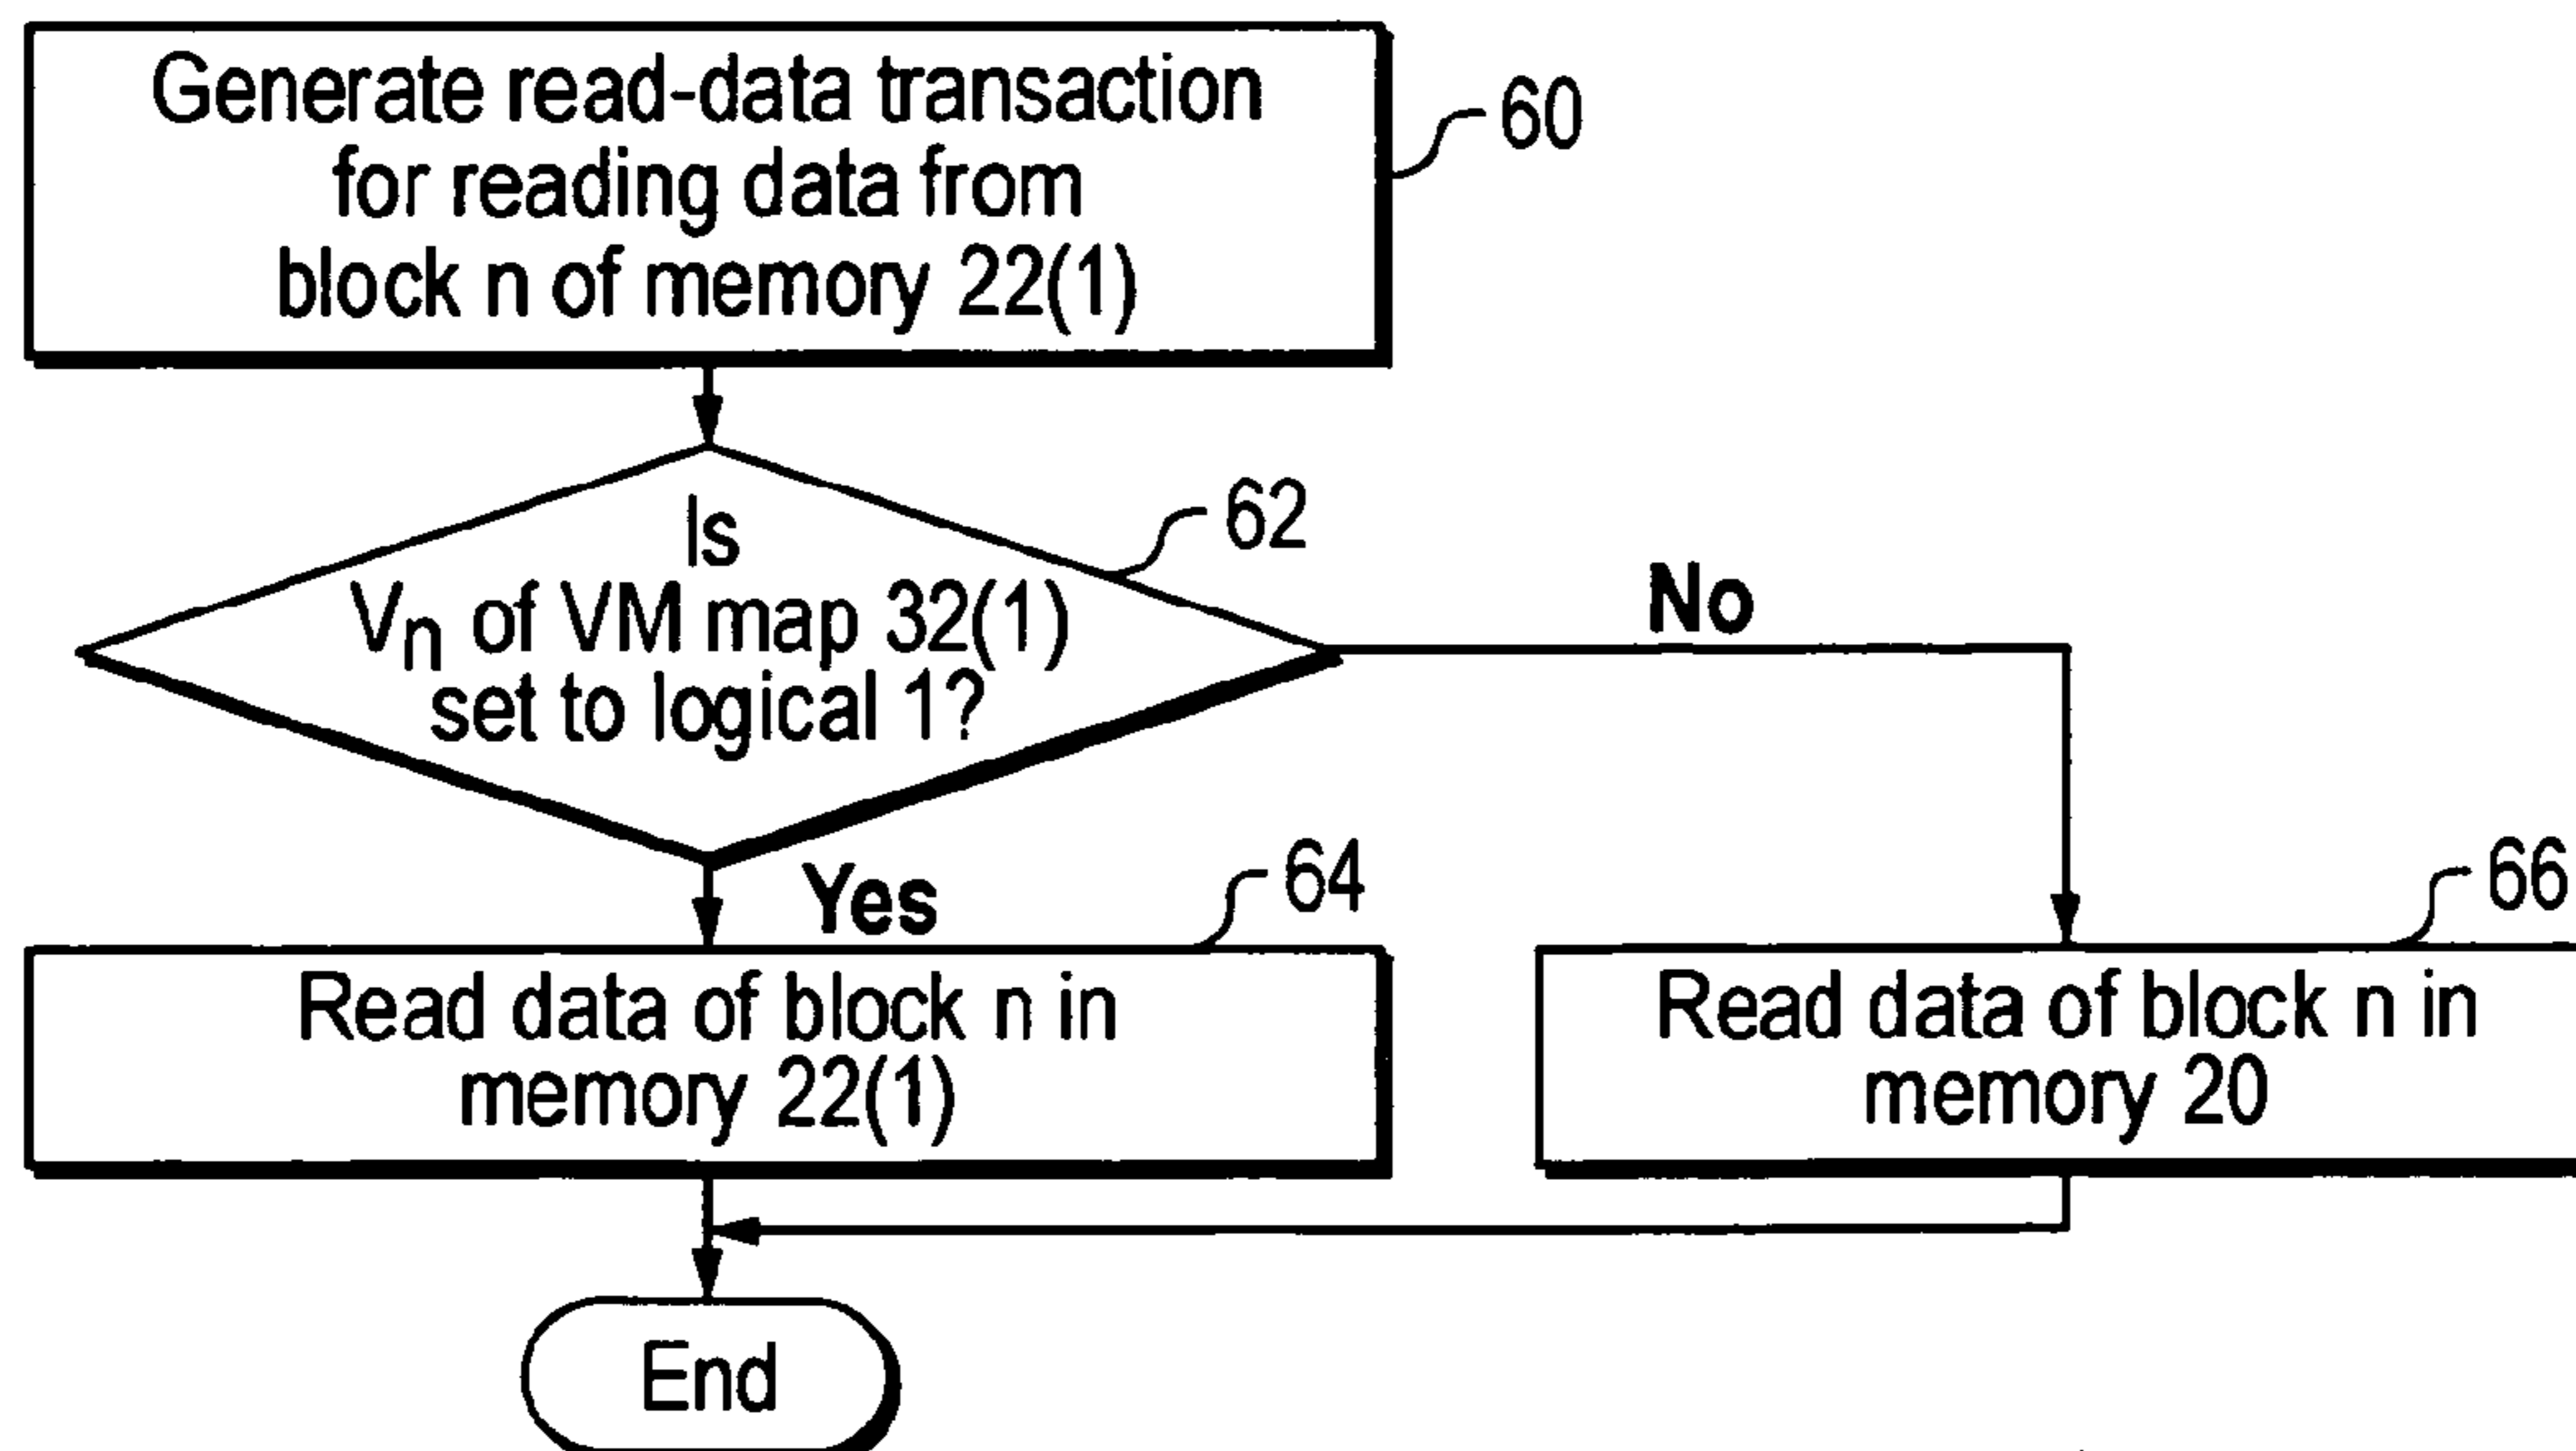 Generate read-data transaction
for reading data from
block n of memory 22(1)
60
Is
Vn of VM map 32(1)
set to logical 1?
62
No
Yes
64
Read data of block n in
memory 22(1)
66
Read data of block n in
memory 20
End